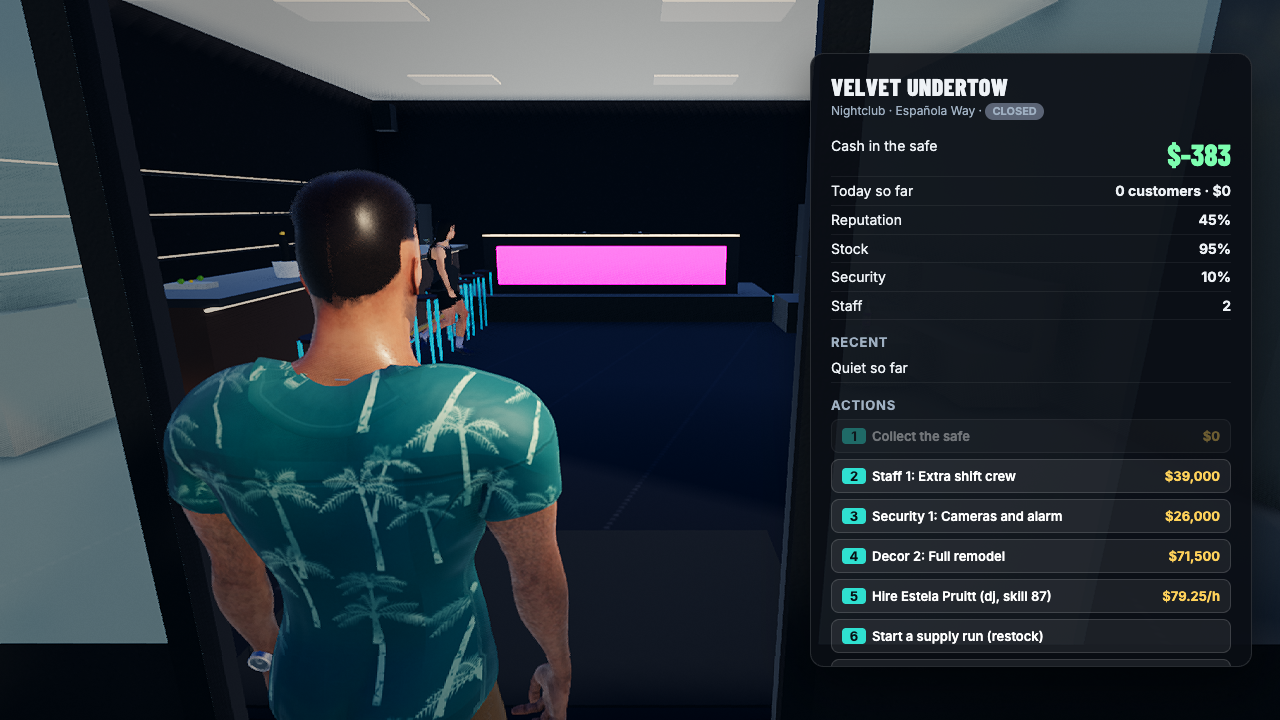 VELVET UNDERTOW
Nightclub · Española Way · CLOSED
Cash in the safe $-383
Today so far 0 customers · $0
Reputation 45%
Stock 95%
Security 10%
Staff 2
RECENT
Quiet so far
ACTIONS
1 Collect the safe $0
2 Staff 1: Extra shift crew $39,000
3 Security 1: Cameras and alarm $26,000
4 Decor 2: Full remodel $71,500
5 Hire Estela Pruitt (dj, skill 87) $79.25/h
6 Start a supply run (restock)